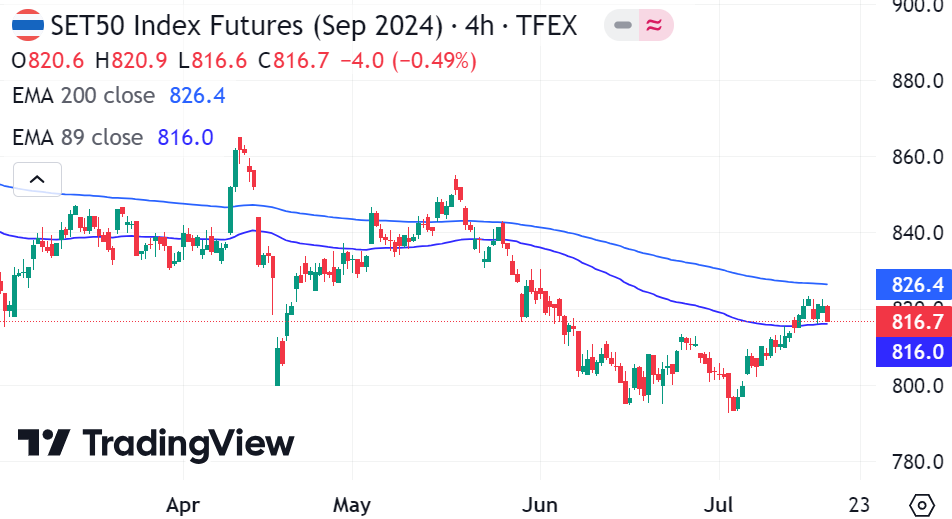 900.0
SET50 Index Futures (Sep 2024) · 4h · TFEX
O820.6 H820.9 L816.6 C816.7 −4.0 (−0.49%)
880.0
EMA 200 close 826.4
EMA 89 close 816.0
860.0
840.0
826.4
816.7
816.0
800.0
TradingView
780.0
Apr May Jun Jul 23